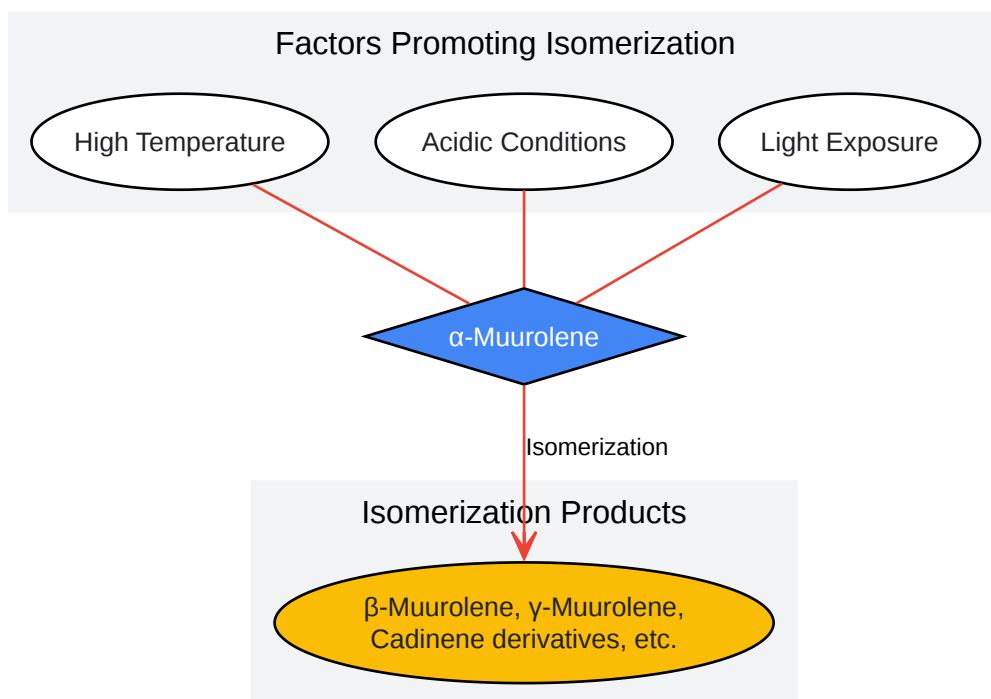 Factors Promoting Isomerization
High Temperature
Acidic Conditions
Light Exposure
α-Muurolene
Isomerization
Isomerization Products
β-Muurolene, γ-Muurolene,
Cadinene derivatives, etc.